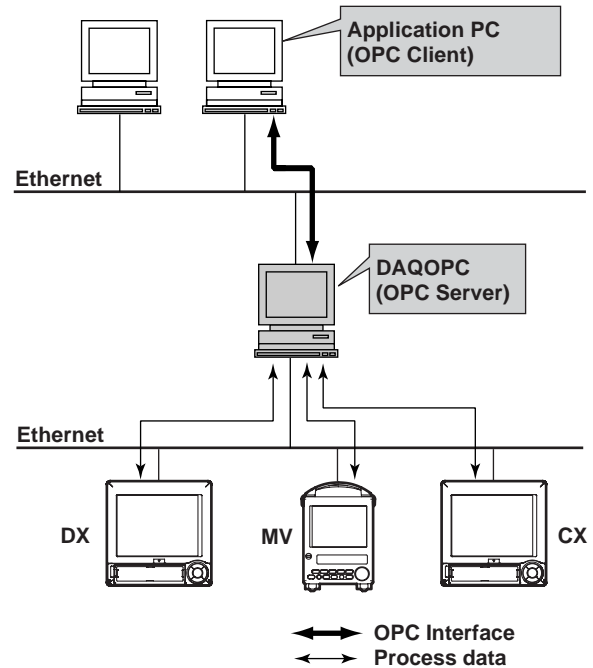 Application PC
(OPC Client)
Ethernet
DAQOPC
(OPC Server)
Ethernet
DX
MV
CX
OPC Interface
Process data